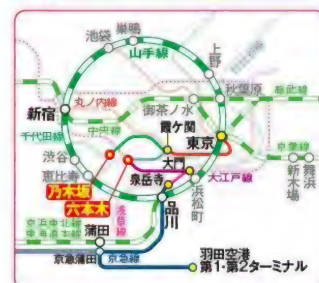 池袋
巣鴨
山手線
上野
丸ノ内線
秋葉原
新宿
御茶ノ水
総武線
中央線
霞ケ関
東京
千代田線
京葉線
渋谷
大門
恵比寿
泉岳寺
大江戸線
新木場
舞浜
乃木坂
六本木
浅草線
浜松町
品川
京浜東北線
東海道本線
蒲田
京急蒲田
京急線
羽田空港
第1·第2ターミナル